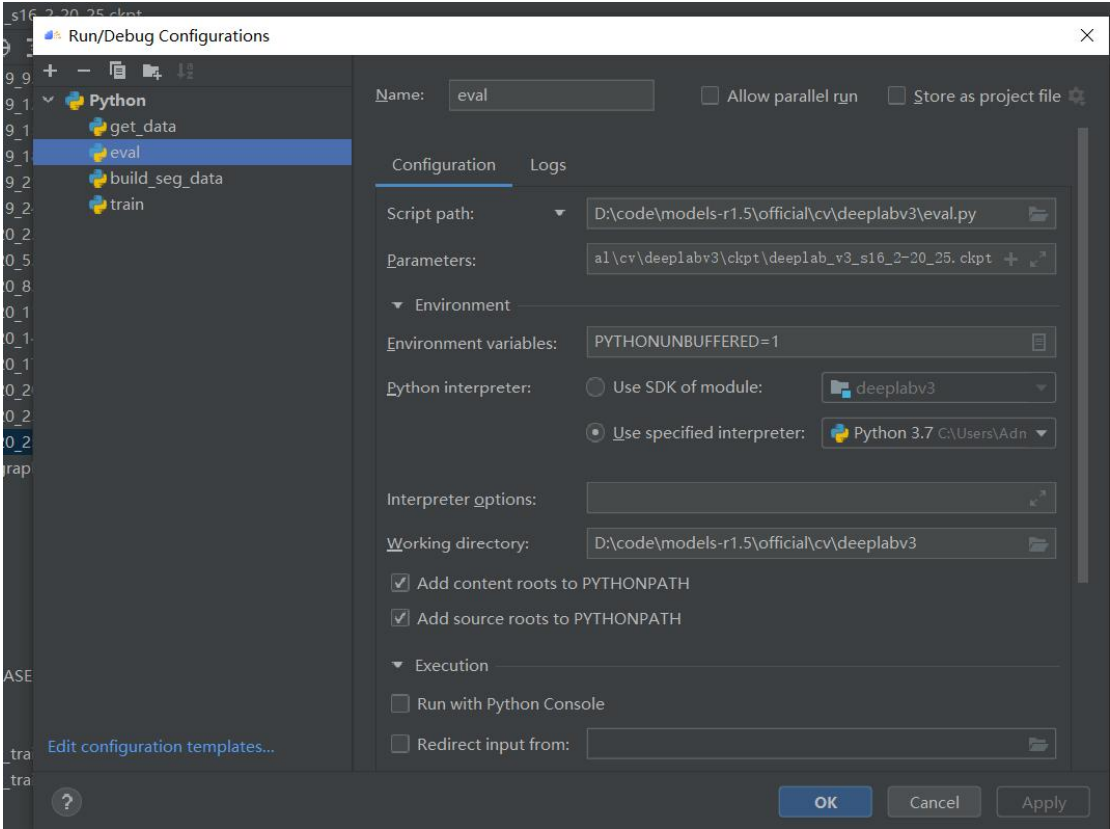 _s16_2-20_25.ckpt
Run/Debug Configurations
Python
get_data
eval
build_seg_data
train
Edit configuration templates...
Name: eval Allow parallel run Store as project file
Configuration Logs
Script path: D:\code\models-r1.5\official\cv\deeplabv3\eval.py
Parameters: al\cv\deeplabv3\ckpt\deeplab_v3_s16_2-20_25.ckpt
Environment
Environment variables: PYTHONUNBUFFERED=1
Python interpreter: Use SDK of module: deeplabv3
Use specified interpreter: Python 3.7 C:\Users\Adn
Interpreter options:
Working directory: D:\code\models-r1.5\official\cv\deeplabv3
Add content roots to PYTHONPATH
Add source roots to PYTHONPATH
Execution
Run with Python Console
Redirect input from:
? OK Cancel Apply